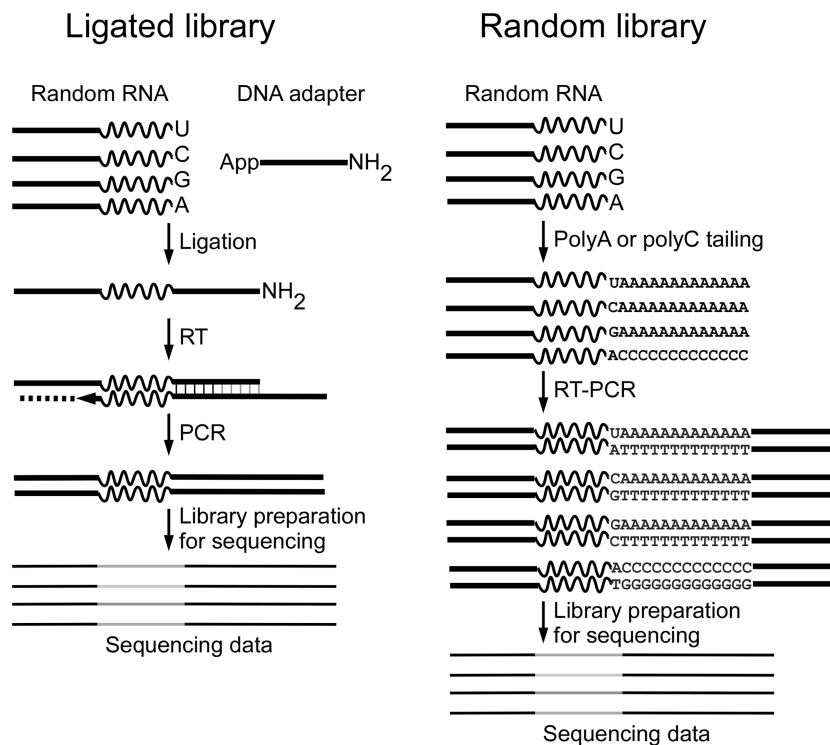 Ligated library
Random RNA
DNA adapter
U
C
G
A
App
NH2
Ligation
NH2
RT
PCR
Library preparation
for sequencing
Sequencing data
Random library
Random RNA
U
C
G
A
PolyA or polyC tailing
UAAAAAAAAAAAAA
CAAAAAAAAAAAAA
GAAAAAAAAAAAAA
ACCCCCCCCCCCCC
RT-PCR
UAAAAAAAAAAAAA
ATTTTTTTTTTTTT
CAAAAAAAAAAAAA
GTTTTTTTTTTTTT
GAAAAAAAAAAAAA
CTTTTTTTTTTTTT
ACCCCCCCCCCCCC
TGGGGGGGGGGGGG
Library preparation
for sequencing
Sequencing data